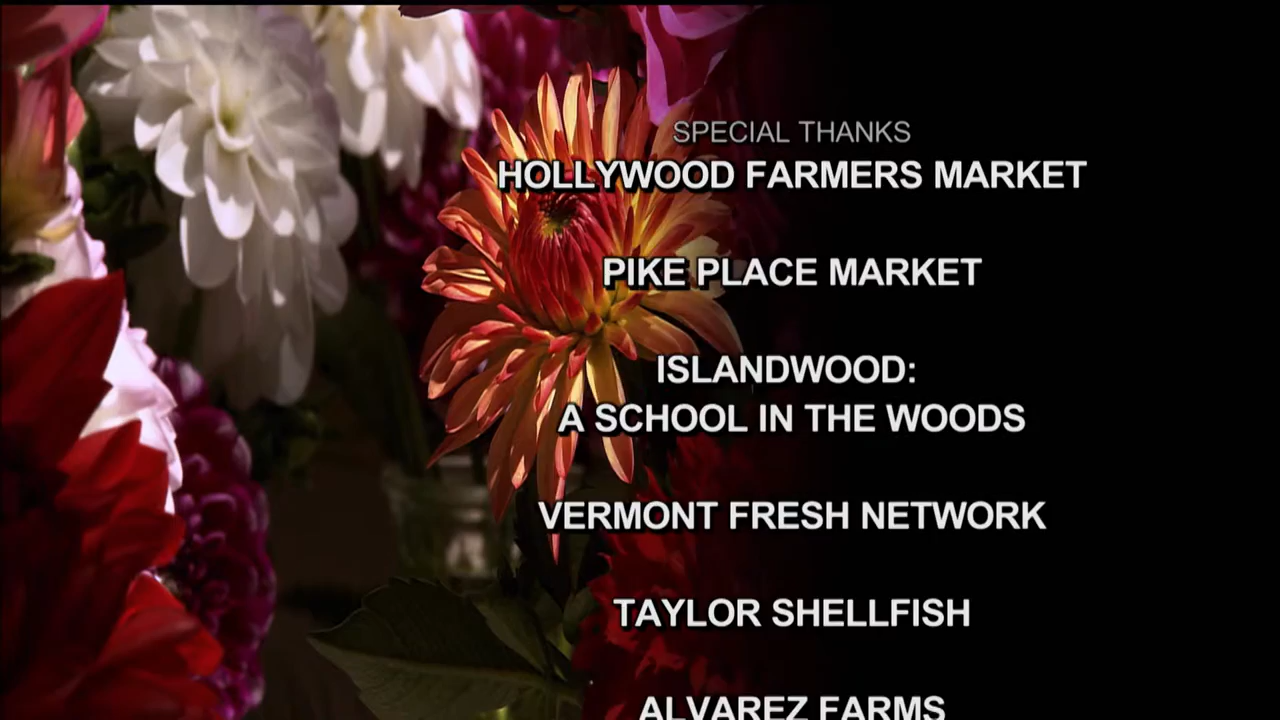 SPECIAL THANKS
HOLLYWOOD FARMERS MARKET
PIKE PLACE MARKET
ISLANDWOOD:
A SCHOOL IN THE WOODS
VERMONT FRESH NETWORK
TAYLOR SHELLFISH
ALVAREZ FARMS